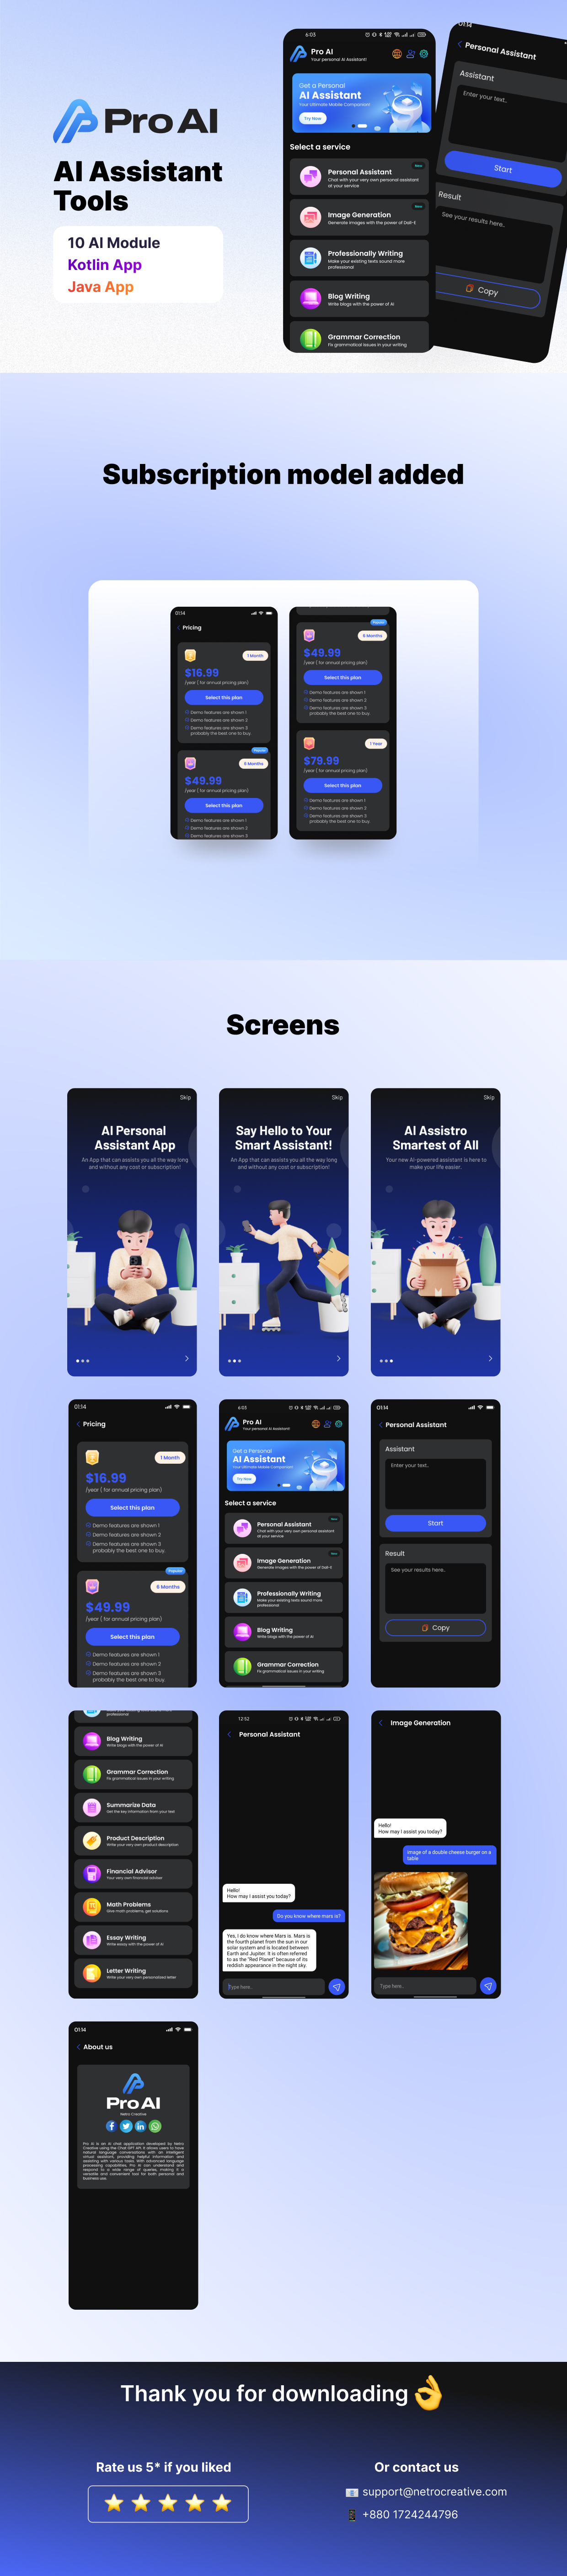 Pro AI
AI Assistant
Tools
10 AI Module
Kotlin App
Java App
6:03
Pro AI
Your personal AI Assistant!
Get a Personal
AI Assistant
Your Ultimate Mobile Companion!
Try Now
Select a service
New
Personal Assistant
Chat with your very own personal assistant
at your service
New
Image Generation
Generate images with the power of Dall-E
Professionally Writing
Make your existing texts sound more
professional
Blog Writing
Write blogs with the power of AI
Grammar Correction
Fix grammatical issues in your writing
01:14
Personal Assistant
Assistant
Enter your text..
Start
Result
See your results here..
Copy
Subscription model added
01:14
Pricing
1 Month
$16.99
/year ( for annual pricing plan)
Select this plan
Demo features are shown 1
Demo features are shown 2
Demo features are shown 3
probably the best one to buy.
Popular
6 Months
$49.99
/year ( for annual pricing plan)
Select this plan
Demo features are shown 1
Demo features are shown 2
Demo features are shown 3
Popular
6 Months
$49.99
/year ( for annual pricing plan)
Select this plan
Demo features are shown 1
Demo features are shown 2
Demo features are shown 3
probably the best one to buy.
1 Year
$79.99
/year ( for annual pricing plan)
Select this plan
Demo features are shown 1
Demo features are shown 2
Demo features are shown 3
probably the best one to buy.
Screens
Skip
AI Personal
Assistant App
An App that can assists you all the way long
and without any cost or subscription!
Skip
Say Hello to Your
Smart Assistant!
An App that can assists you all the way long
and without any cost or subscription!
Skip
AI Assistro
Smartest of All
Your new AI-powered assistant is here to
make your life easier.
01:14
Pricing
1 Month
$16.99
/year ( for annual pricing plan)
Select this plan
Demo features are shown 1
Demo features are shown 2
Demo features are shown 3
probably the best one to buy.
Popular
6 Months
$49.99
/year ( for annual pricing plan)
Select this plan
Demo features are shown 1
Demo features are shown 2
Demo features are shown 3
probably the best one to buy.
6:03
Pro AI
Your personal AI Assistant!
Get a Personal
AI Assistant
Your Ultimate Mobile Companion!
Try Now
Select a service
New
Personal Assistant
Chat with your very own personal assistant
at your service
New
Image Generation
Generate images with the power of Dall-E
Professionally Writing
Make your existing texts sound more
professional
Blog Writing
Write blogs with the power of AI
Grammar Correction
Fix grammatical issues in your writing
01:14
Personal Assistant
Assistant
Enter your text..
Start
Result
See your results here..
Copy
professional
Blog Writing
Write blogs with the power of AI
Grammar Correction
Fix grammatical issues in your writing
Summarize Data
Get the key information from your text
Product Description
Write your very own product description
Financial Advisor
Your very own financial adviser
Math Problems
Give math problems, get solutions
Essay Writing
Write essay with the power of AI
Letter Writing
Write your very own personalised letter
12:52
Personal Assistant
Hello!
How may I assist you today?
Do you know where mars is?
Yes, I do know where Mars is. Mars is
the fourth planet from the sun in our
solar system and is located between
Earth and Jupiter. It is often referred
to as the "Red Planet" because of its
reddish appearance in the night sky.
Type here..
Image Generation
Hello!
How may I assist you today?
image of a double cheese burger on a
table
Type here...
01:14
About us
Pro AI
Netro Creative
Pro AI is an AI chat application developed by Netro
Creative using the Chat GPT API. It allows users to have
natural language conversations with an intelligent
virtual assistant, providing helpful information and
assisting with various tasks. With advanced language
processing capabilities, Pro AI can understand and
respond to a wide range of queries, making it a
versatile and convenient tool for both personal and
business use.
Thank you for downloading
Rate us 5* if you liked
Or contact us
support@netrocreative.com
+880 1724244796